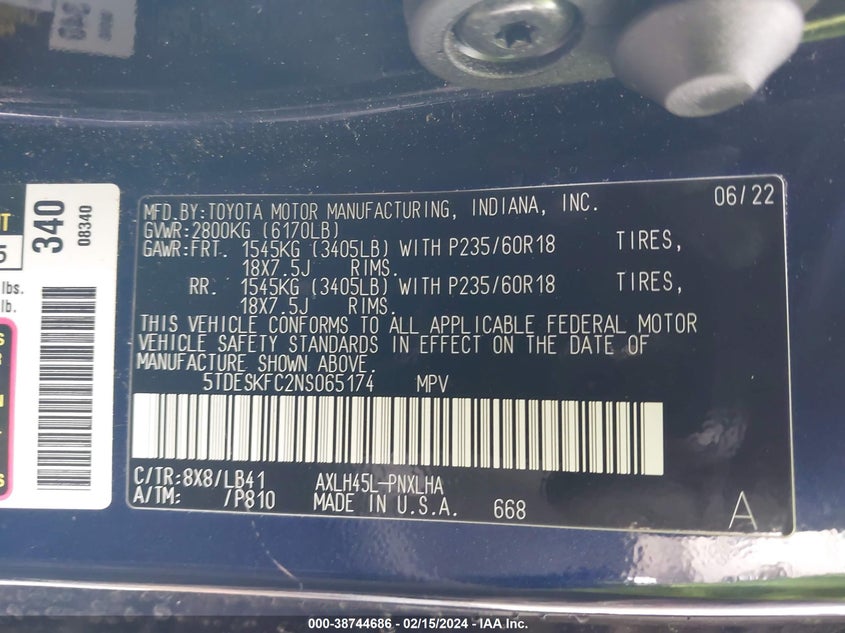 340
08340
lbs.
lb.
MFD.BY:TOYOTA MOTOR MANUFACTURING, INDIANA, INC. 06/22
GVWR:2800KG (6170LB)
GAWR:FRT. 1545KG (3405LB) WITH P235/60R18 TIRES,
18X7.5J RIMS.
RR. 1545KG (3405LB) WITH P235/60R18 TIRES,
18X7.5J RIMS.
THIS VEHICLE CONFORMS TO ALL APPLICABLE FEDERAL MOTOR
VEHICLE SAFETY STANDARDS IN EFFECT ON THE DATE OF
MANUFACTURE SHOWN ABOVE.
5TDESKFC2NS065174 MPV
C/TR:8X8/LB41 AXLH45L-PNXLHA
A/TM: /P810 MADE IN U.S.A. 668 A
000-38744686 - 02/15/2024 - IAA Inc.